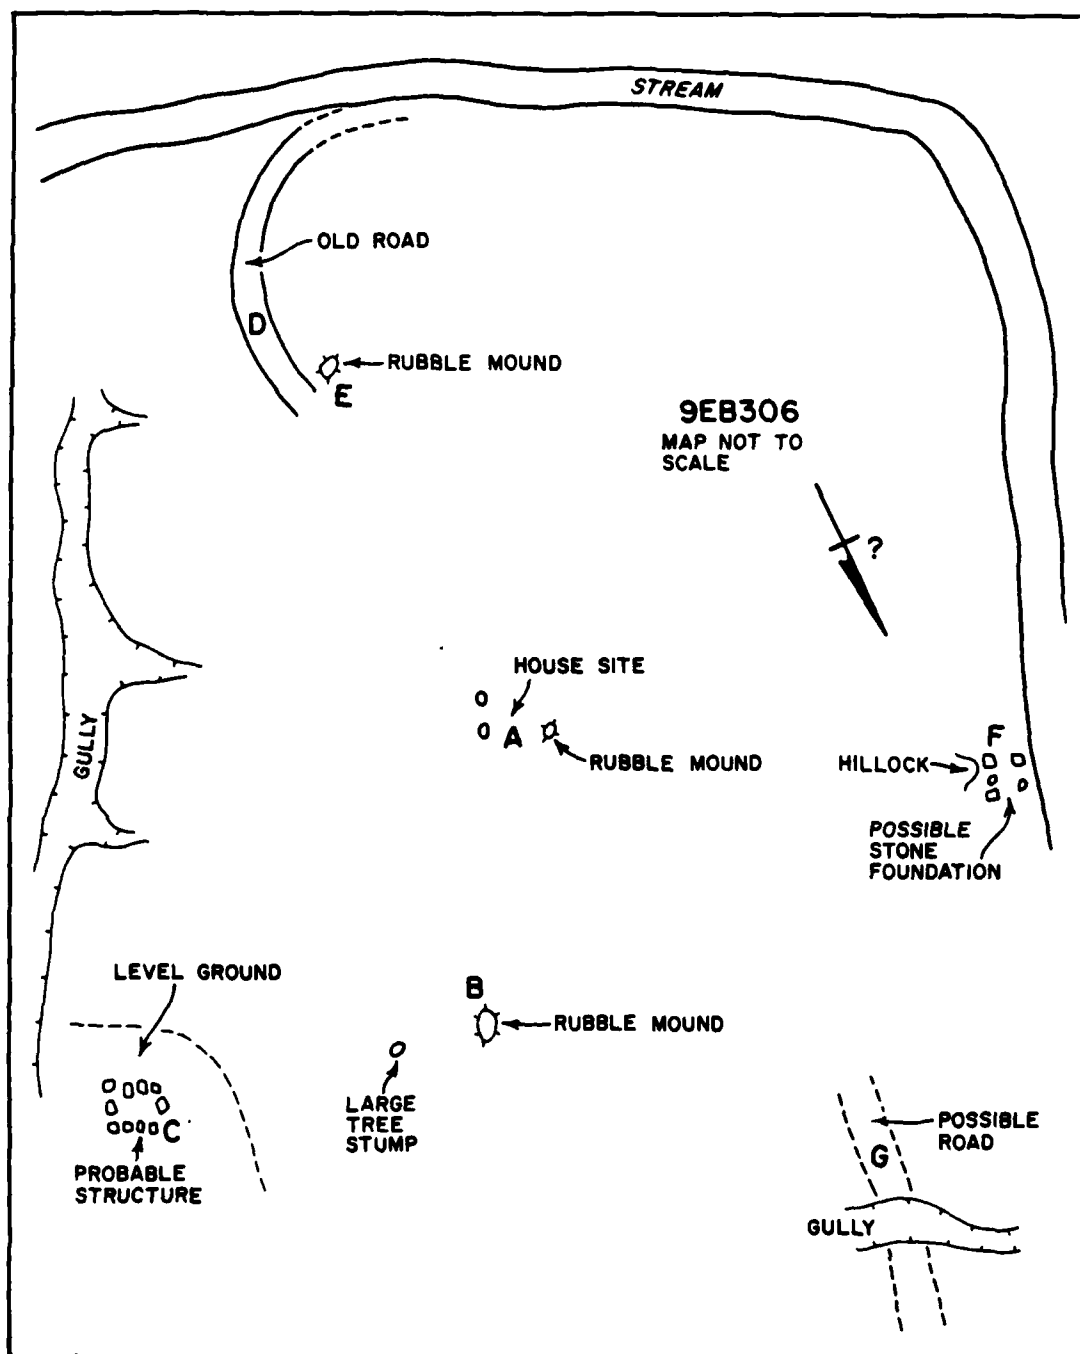 STREAM
OLD ROAD
D
RUBBLE MOUND
E
9EB306
MAP NOT TO
SCALE
?
HOUSE SITE
A
RUBBLE MOUND
GULLY
HILLOCK
F
POSSIBLE
STONE
FOUNDATION
LEVEL GROUND
B
RUBBLE MOUND
LARGE
TREE
STUMP
C
PROBABLE
STRUCTURE
POSSIBLE
ROAD
G
GULLY